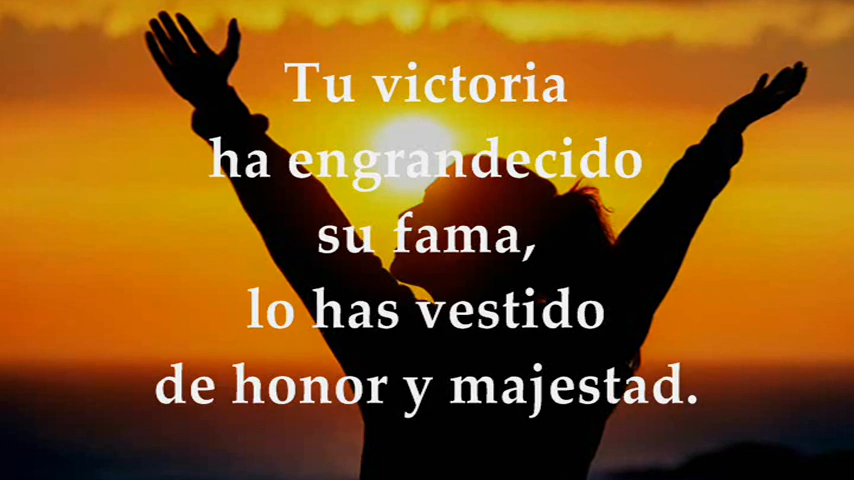 Tu victoria
ha engrandecido
su fama,
lo has vestido
de honor y majestad.